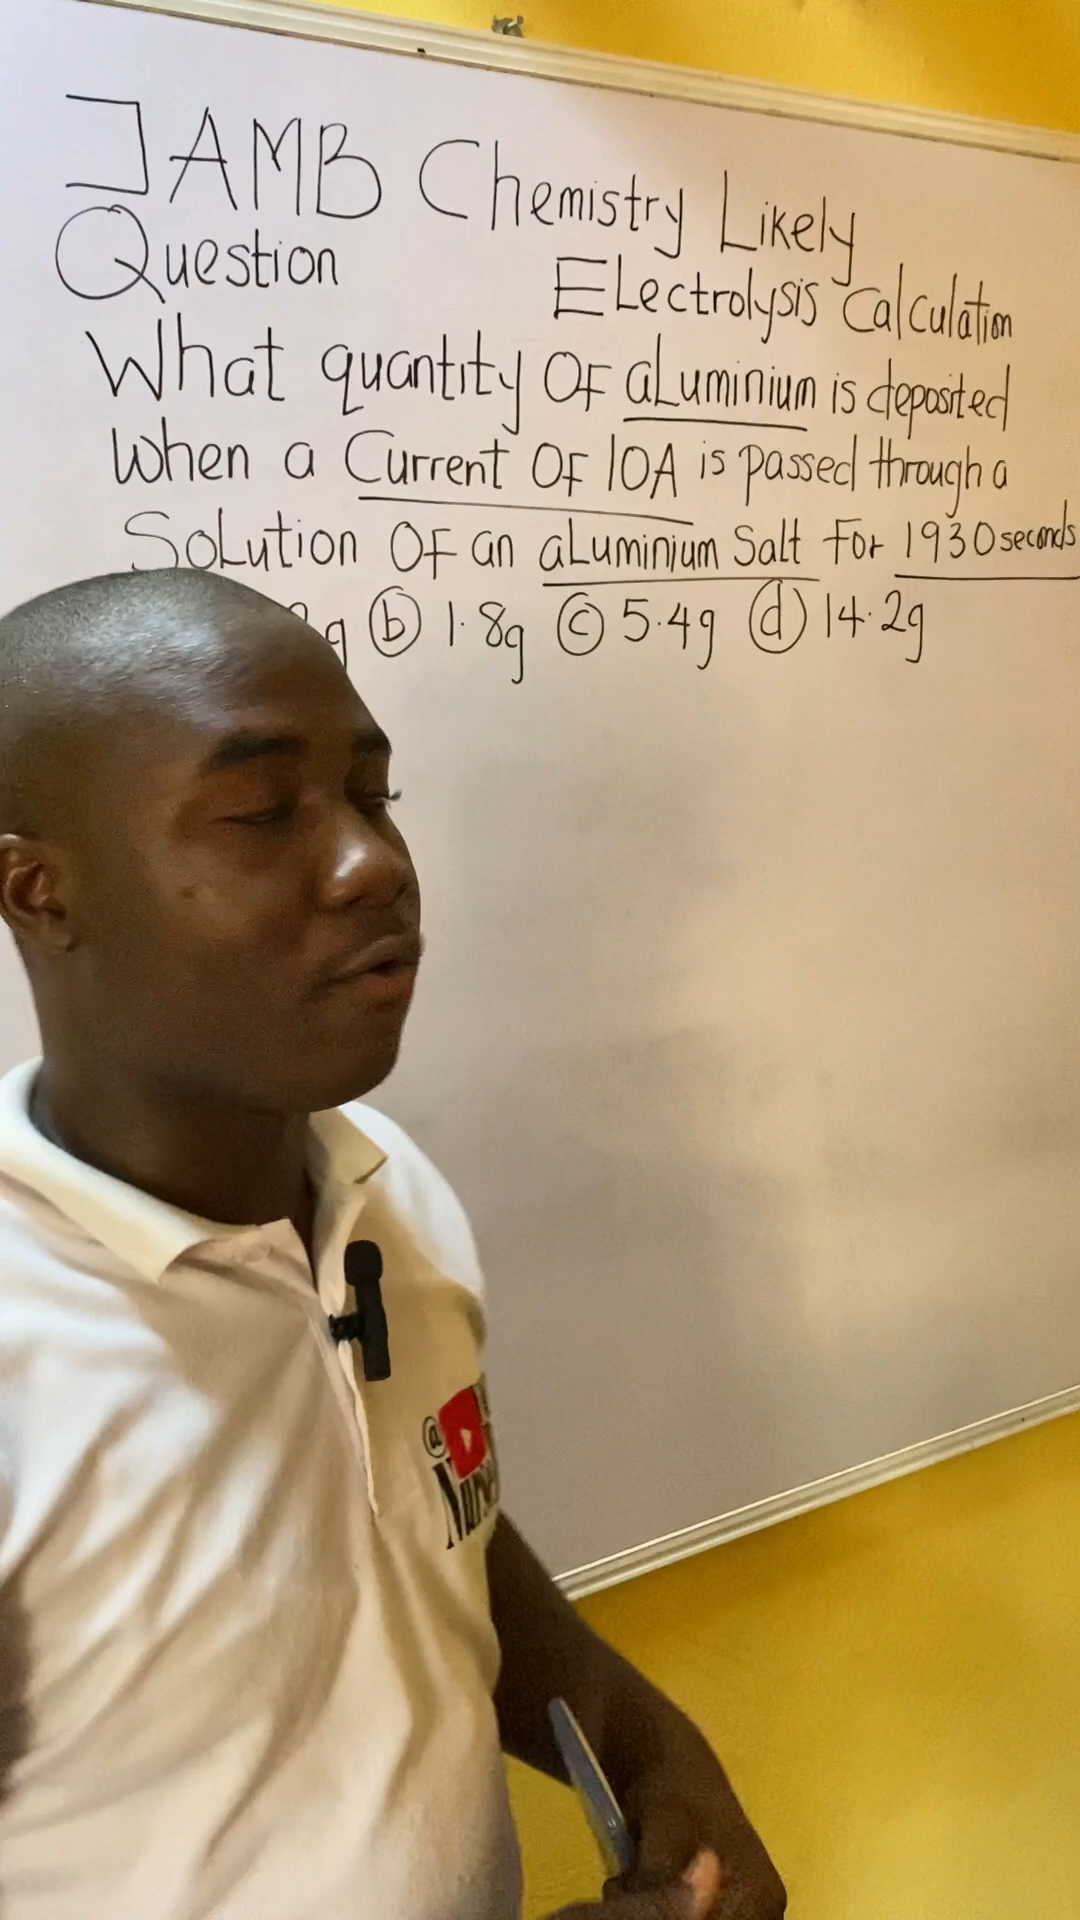 JAMB Chemistry Likely
Question Electrolysis Calculation
What quantity OF aluminium is deposited
When a Current OF 10A is passed through a
Solution OF an aluminium Salt For 1930 seconds
g (b) 1.8g (c) 5.4g (d) 14.2g
@